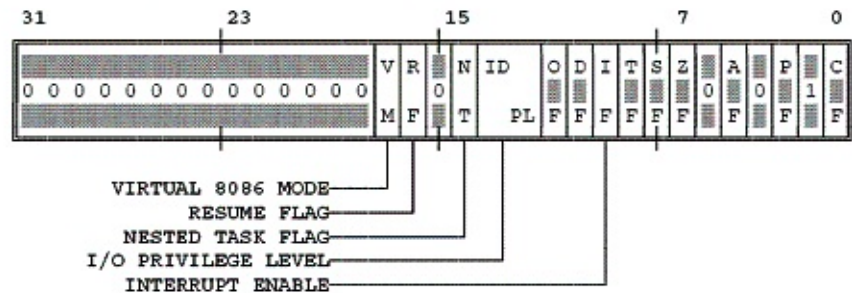 31 23 15 7 0
V R N ID O D I T S Z A P C
0 0 0 0 0 0 0 0 0 0 0 0 0 0 0 0 0 1
M F T PL F F F F F F F F F
VIRTUAL 8086 MODE
RESUME FLAG
NESTED TASK FLAG
I/O PRIVILEGE LEVEL
INTERRUPT ENABLE